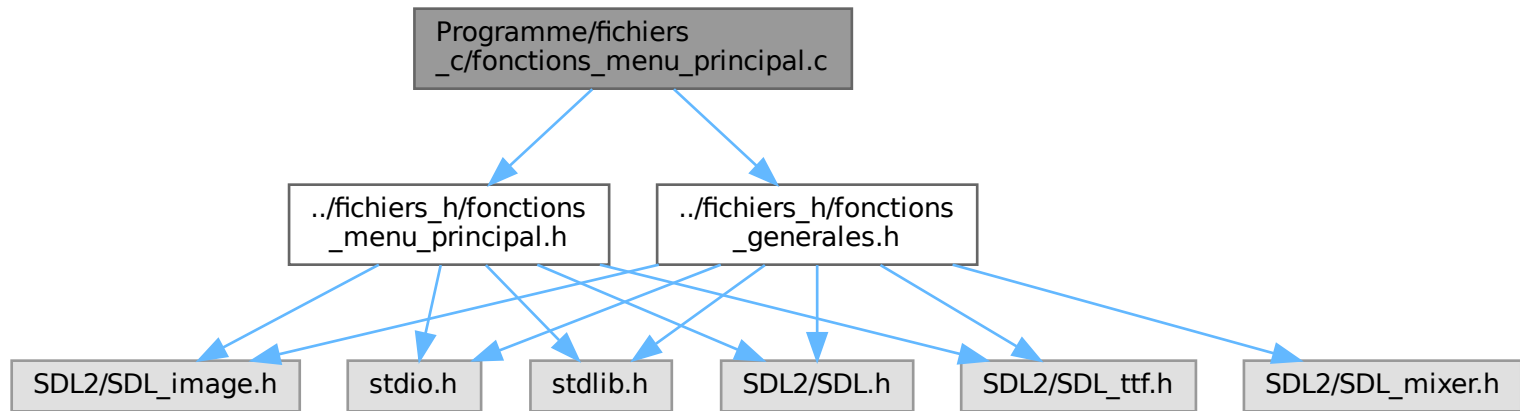 Programme/fichiers
_c/fonctions_menu_principal.c
../fichiers_h/fonctions
_menu_principal.h
../fichiers_h/fonctions
_generales.h
SDL2/SDL_image.h
stdio.h
stdlib.h
SDL2/SDL.h
SDL2/SDL_ttf.h
SDL2/SDL_mixer.h